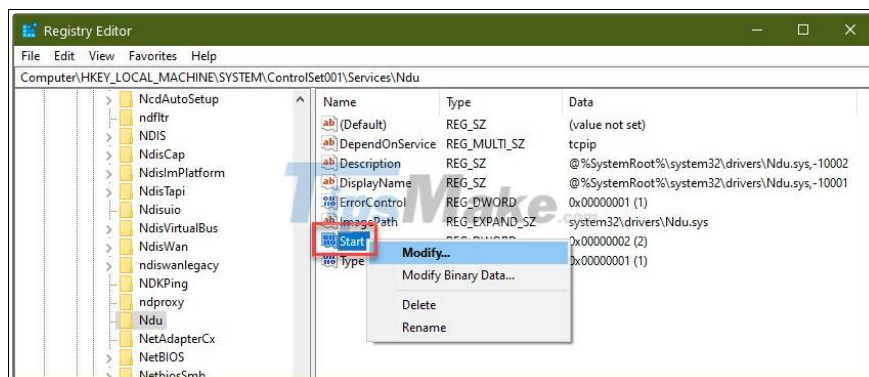 Registry Editor
File Edit View Favorites Help
Computer\HKEY_LOCAL_MACHINE\SYSTEM\ControlSet001\Services\Ndu
NcdAutoSetup
ndfltr
NDIS
NdisCap
NdisImPlatform
NdisTapi
Ndisuio
NdisVirtualBus
NdisWan
ndiswanlegacy
NDKPing
ndproxy
Ndu
NetAdapterCx
NetBIOS
NetbiosSmb
Name Type Data
(Default) REG_SZ (value not set)
DependOnService REG_MULTI_SZ tcpip
Description REG_SZ @%SystemRoot%\system32\drivers\Ndu.sys,-10002
DisplayName REG_SZ @%SystemRoot%\system32\drivers\Ndu.sys,-10001
ErrorControl REG_DWORD 0x00000001 (1)
ImagePath REG_EXPAND_SZ system32\drivers\Ndu.sys
Start REG_DWORD 0x00000002 (2)
Type 0x00000001 (1)
Modify...
Modify Binary Data...
Delete
Rename
TipsMake.com